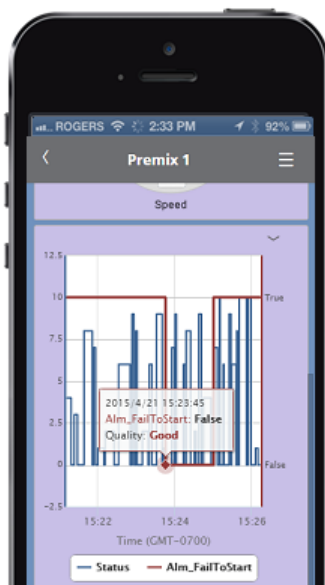 ROGERS 2:33 PM 92%
Premix 1
Speed
12.5
10 True
7.5
5
2015/4/21 15:23:45
Alm_FailToStart: False
Quality: Good
2.5
0 False
-2.5
15:22 15:24 15:26
Time (GMT-0700)
Status Alm_FailToStart